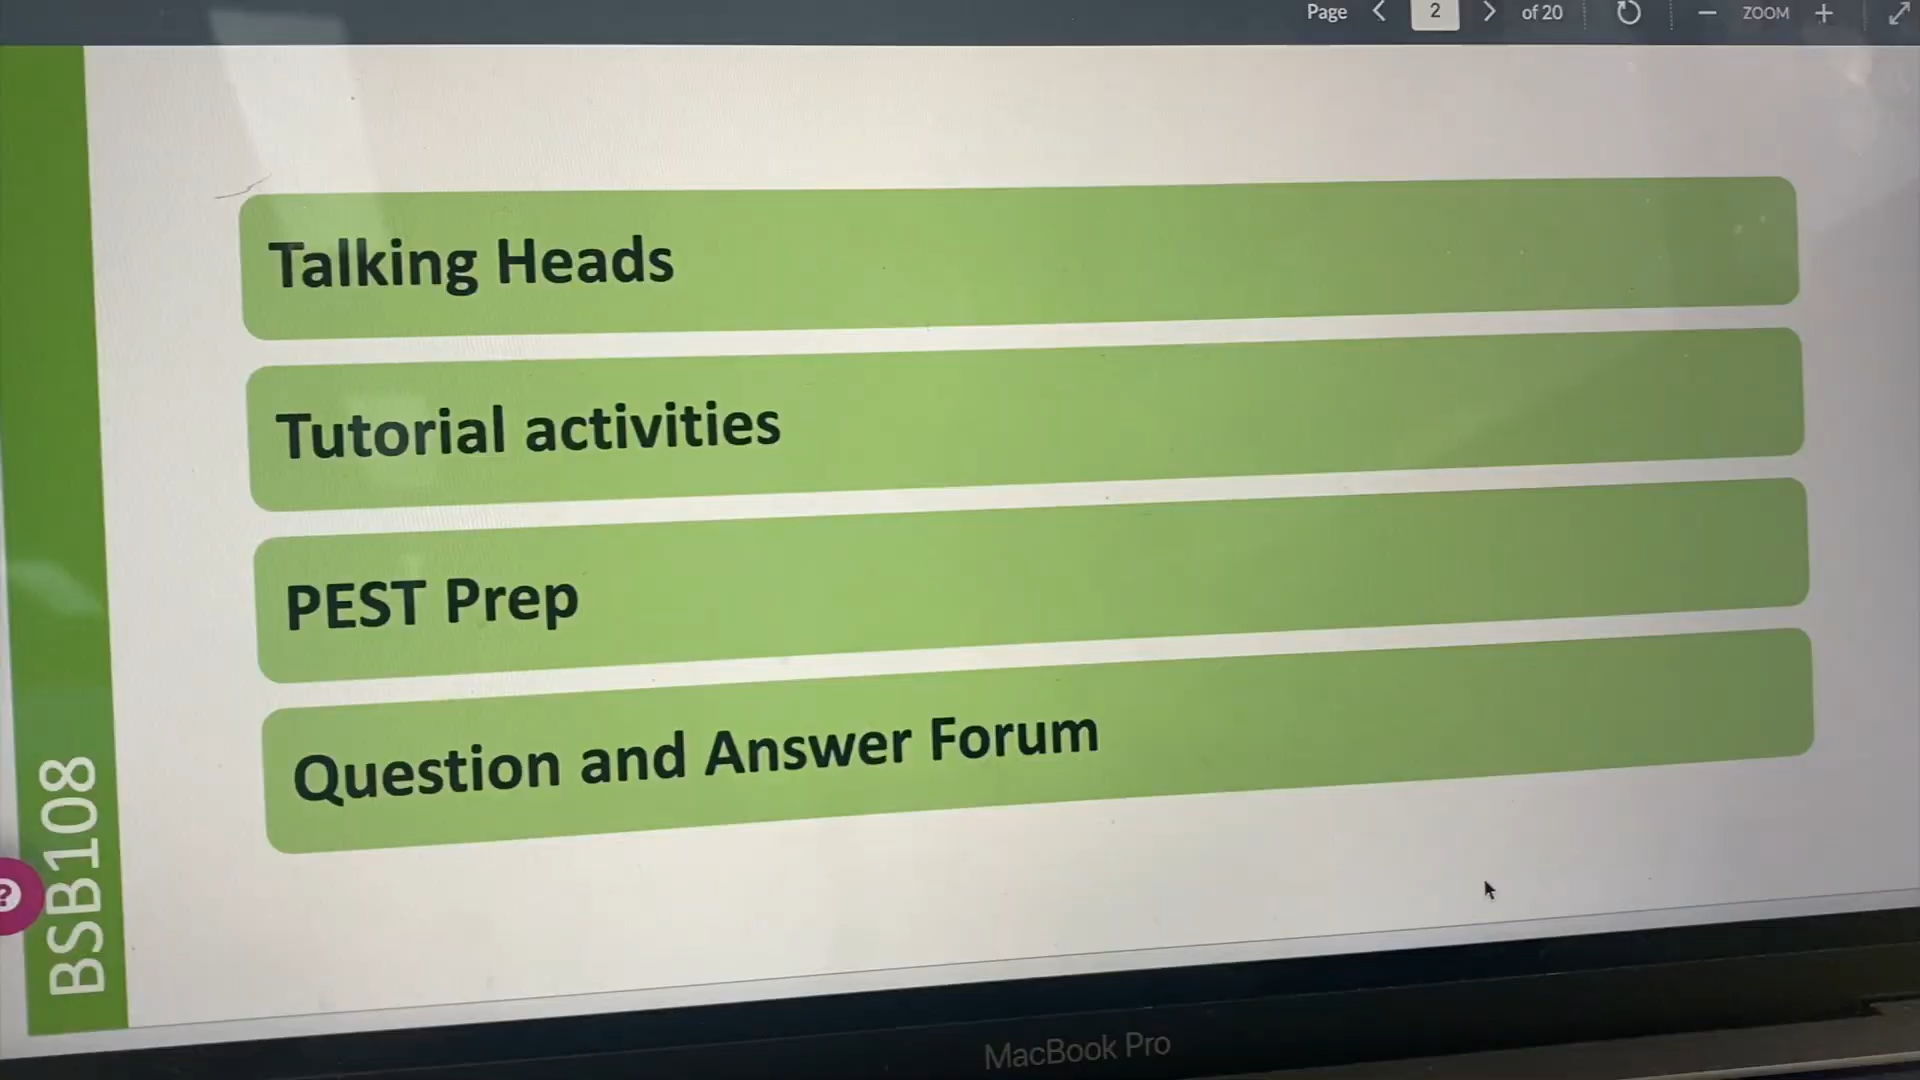 Page 2 of 20 ZOOM
Talking Heads
Tutorial activities
PEST Prep
Question and Answer Forum
BSB108
?
MacBook Pro